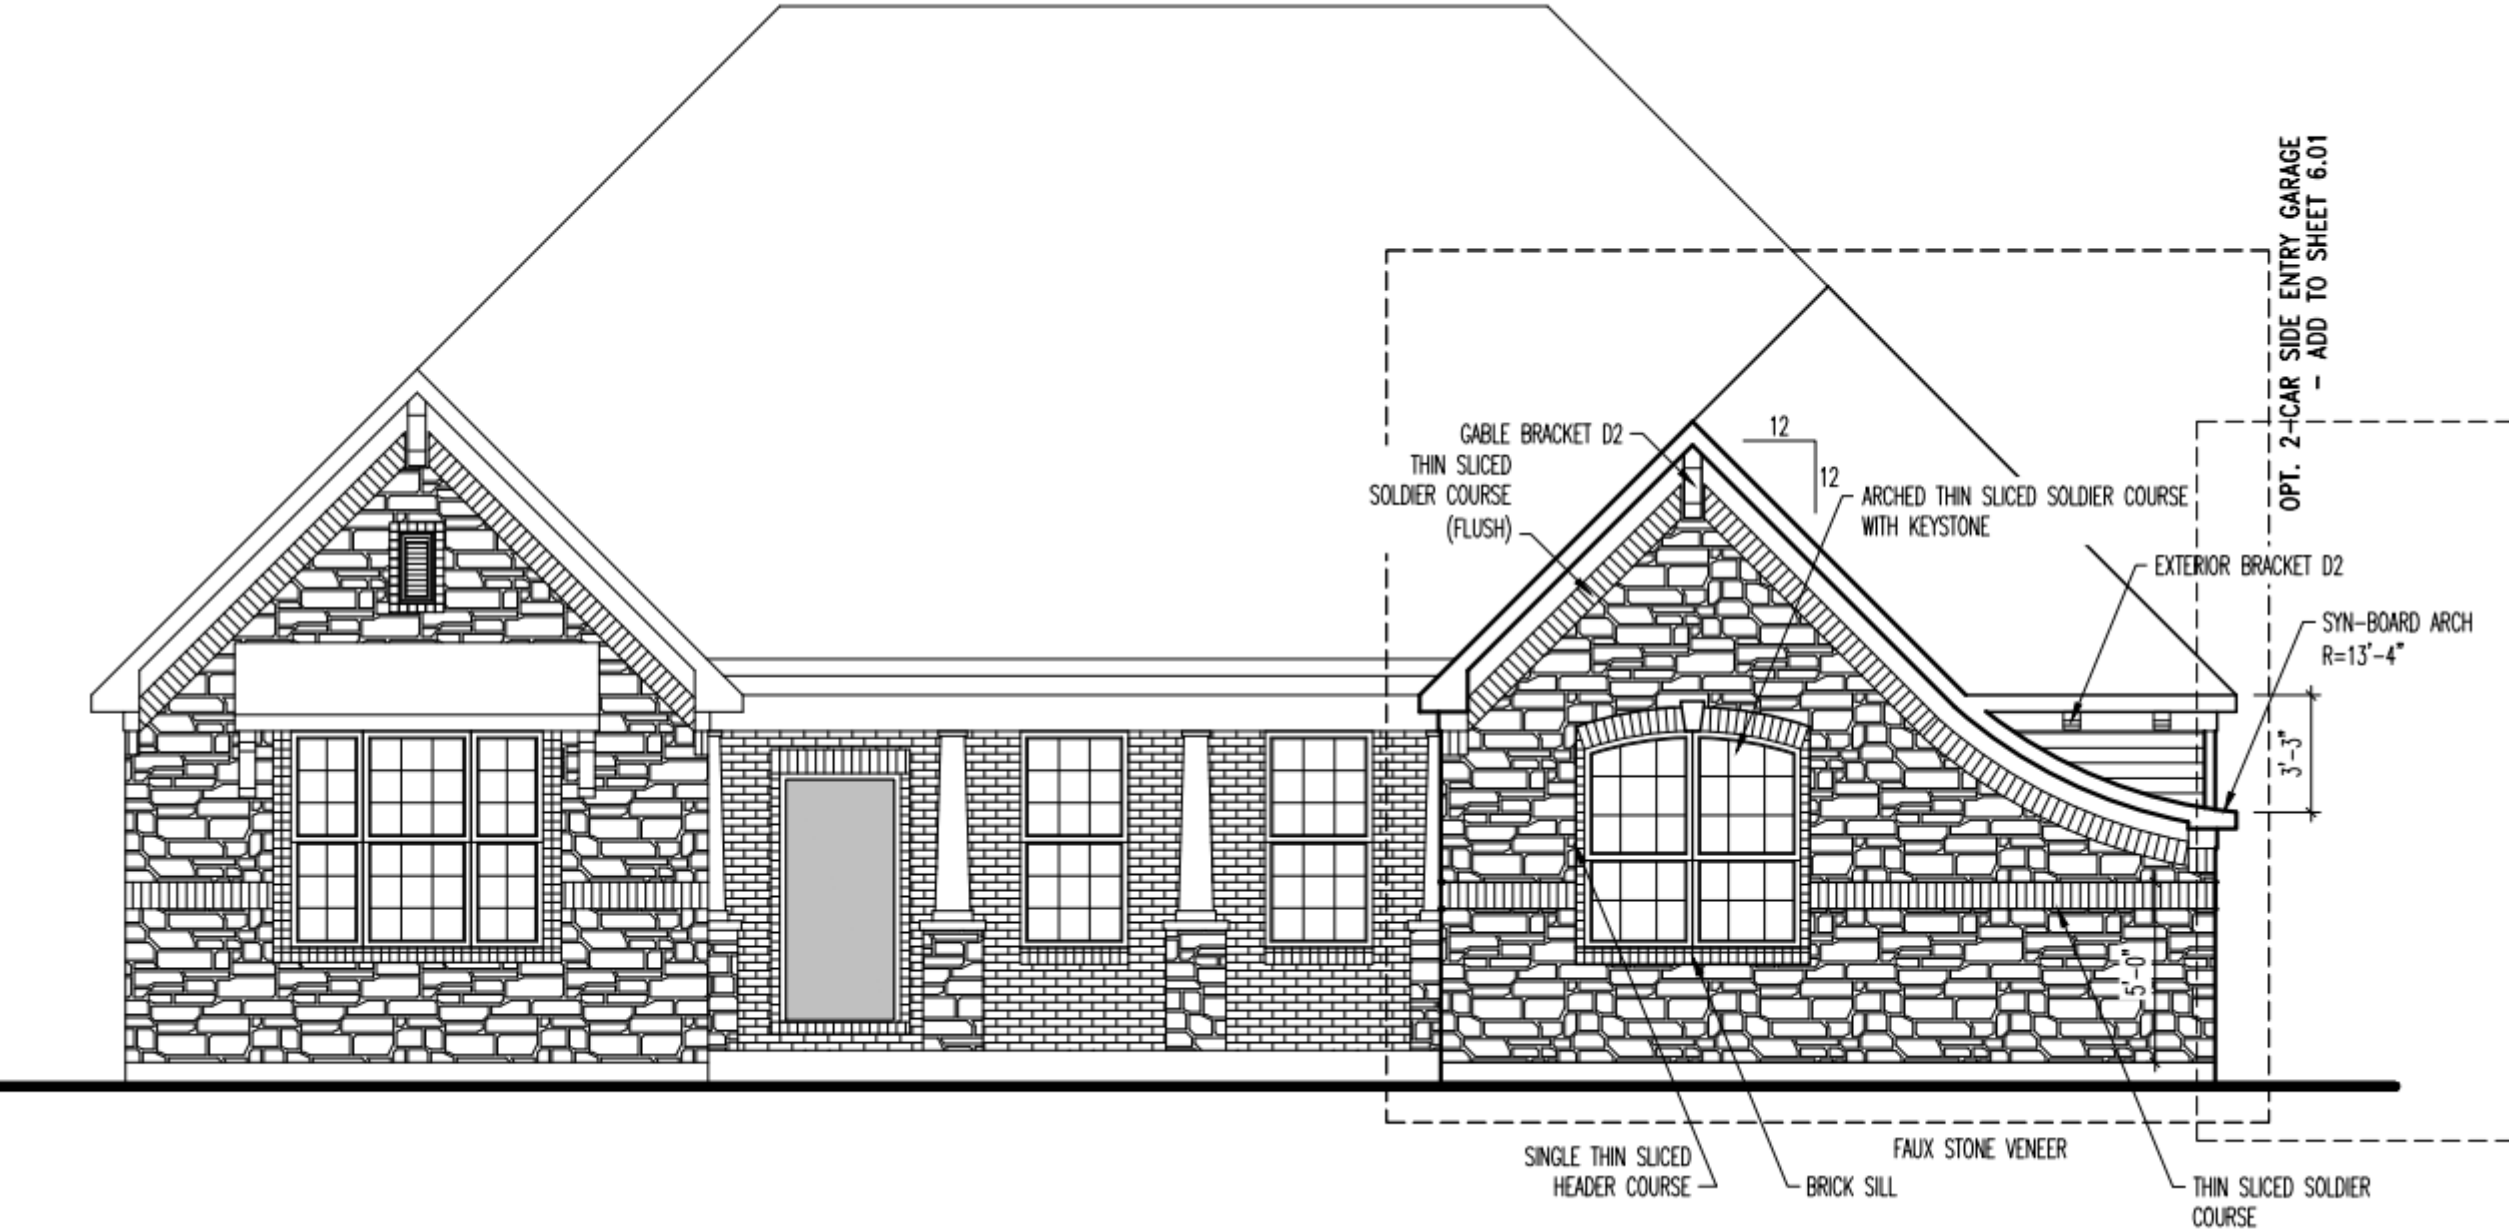 OPT. 2-CAR SIDE ENTRY GARAGE
- ADD TO SHEET 6.01
GABLE BRACKET D2
THIN SLICED
SOLDIER COURSE
(FLUSH)
12
12
ARCHED THIN SLICED SOLDIER COURSE
WITH KEYSTONE
EXTERIOR BRACKET D2
SYN-BOARD ARCH
R=13'-4"
3'-3"
5'-0"
SINGLE THIN SLICED
HEADER COURSE
BRICK SILL
FAUX STONE VENEER
THIN SLICED SOLDIER
COURSE